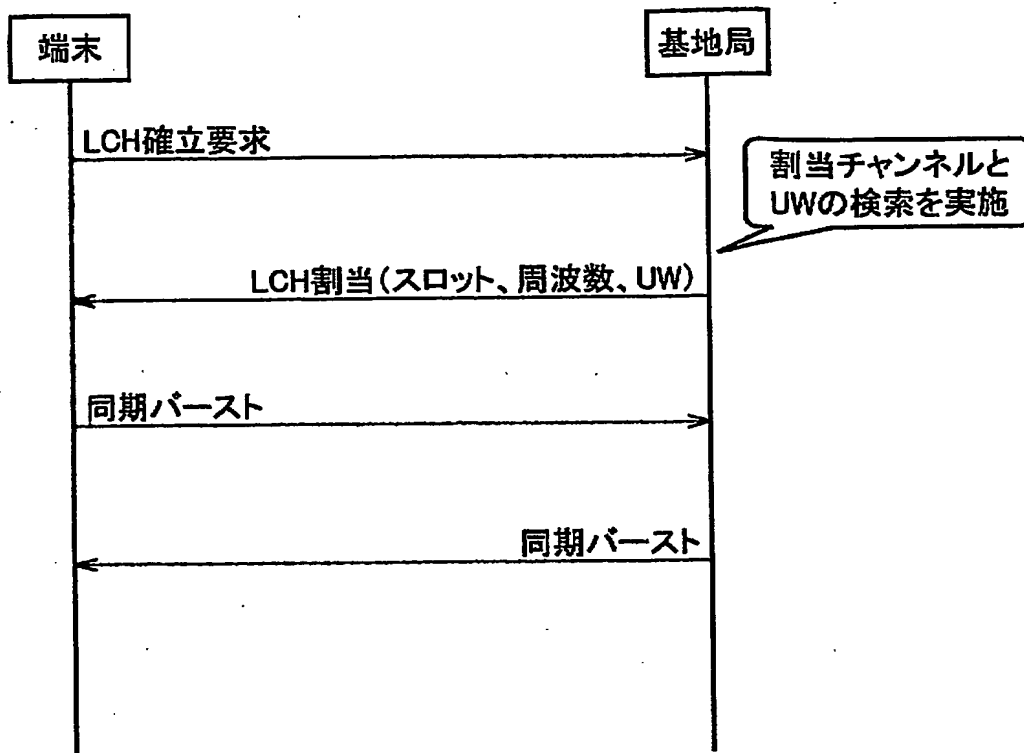 端末
基地局
LCH確立要求
割当チャンネルと
UWの検索を実施
LCH割当(スロット、周波数、UW)
同期バースト
同期バースト